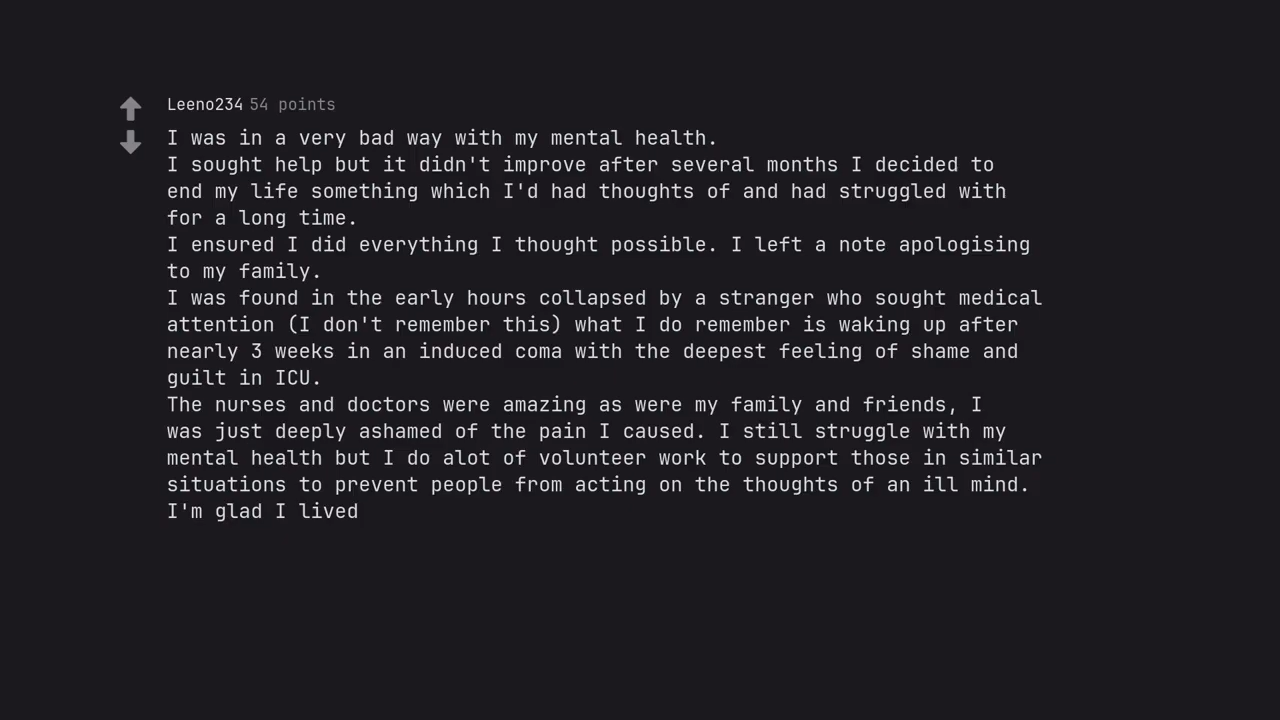 Leeno234 54 points
I was in a very bad way with my mental health.
I sought help but it didn't improve after several months I decided to
end my life something which I'd had thoughts of and had struggled with
for a long time.
I ensured I did everything I thought possible. I left a note apologising
to my family.
I was found in the early hours collapsed by a stranger who sought medical
attention (I don't remember this) what I do remember is waking up after
nearly 3 weeks in an induced coma with the deepest feeling of shame and
guilt in ICU.
The nurses and doctors were amazing as were my family and friends, I
was just deeply ashamed of the pain I caused. I still struggle with my
mental health but I do alot of volunteer work to support those in similar
situations to prevent people from acting on the thoughts of an ill mind.
I'm glad I lived